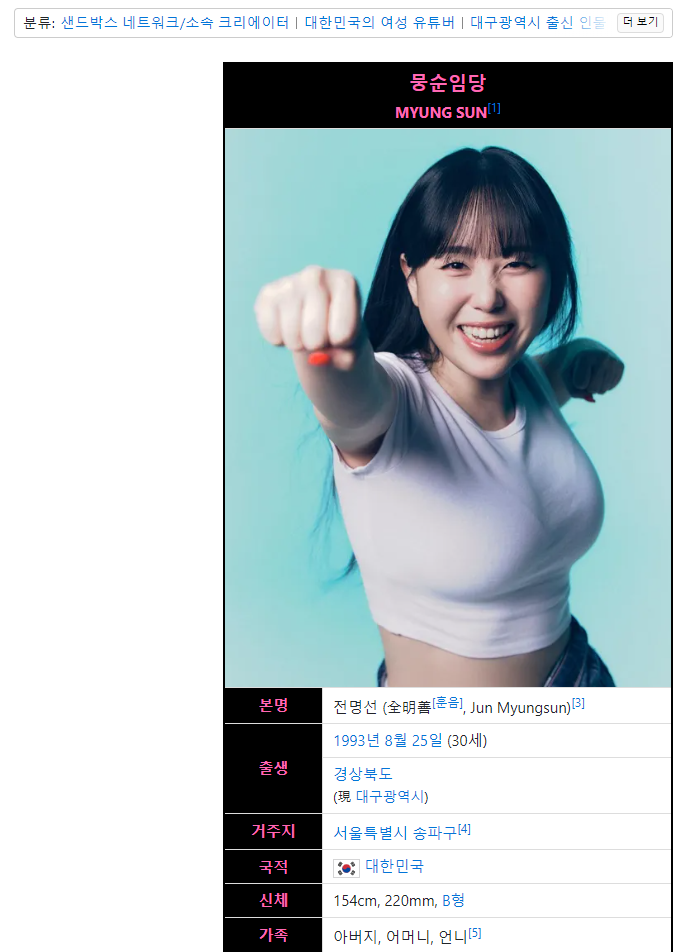 분류: 샌드박스 네트워크/소속 크리에이터 | 대한민국의 여성 유튜버 | 대구광역시 출신 인물 더 보기
뭉순임당
MYUNG SUN[1]
본명 전명선 (全明善[훈음], Jun Myungsun)[3]
출생 1993년 8월 25일 (30세)
경상북도
(現 대구광역시)
거주지 서울특별시 송파구[4]
국적 대한민국
신체 154cm, 220mm, B형
가족 아버지, 어머니, 언니[5]